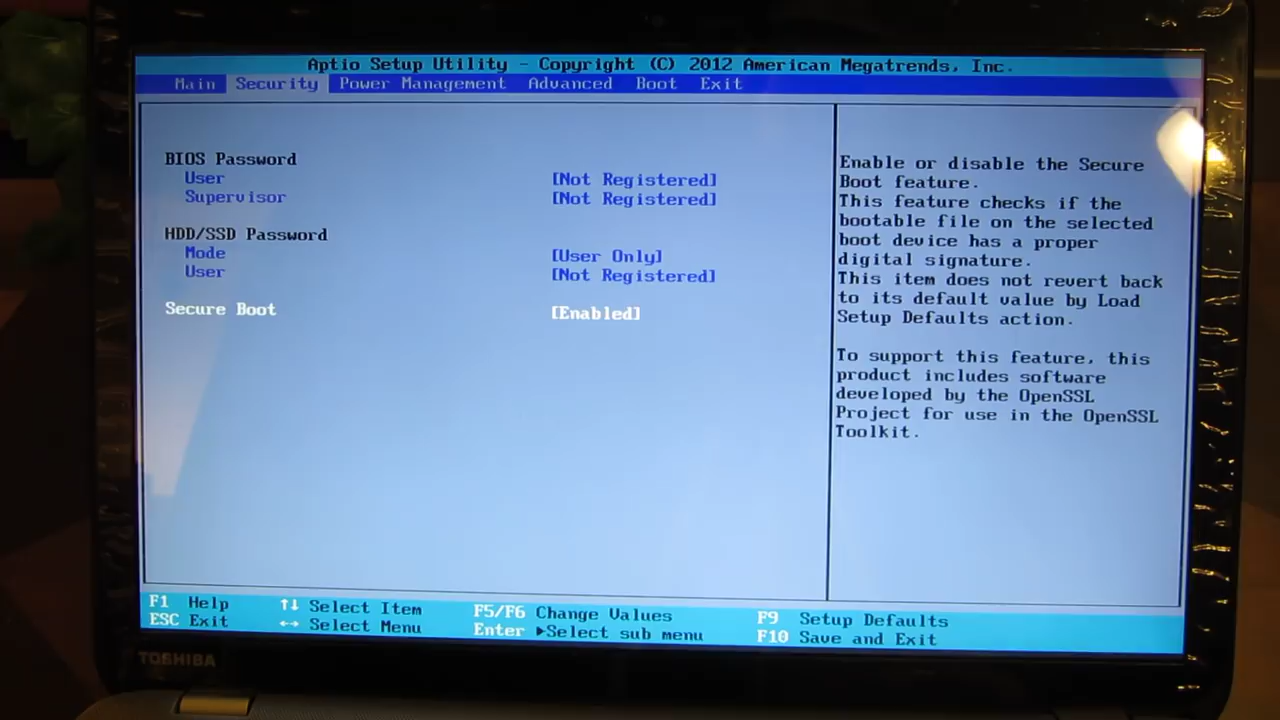 Aptio Setup Utility - Copyright (C) 2012 American Megatrends, Inc.
Main Security Power Management Advanced Boot Exit
BIOS Password
User [Not Registered]
Supervisor [Not Registered]
HDD/SSD Password
Mode [User Only]
User [Not Registered]
Secure Boot [Enabled]
Enable or disable the Secure
Boot feature.
This feature checks if the
bootable file on the selected
boot device has a proper
digital signature.
This item does not revert back
to its default value by Load
Setup Defaults action.
To support this feature, this
product includes software
developed by the OpenSSL
Project for use in the OpenSSL
Toolkit.
F1 Help ↑↓ Select Item F5/F6 Change Values F9 Setup Defaults
ESC Exit ←→ Select Menu Enter ▶Select sub menu F10 Save and Exit
TOSHIBA